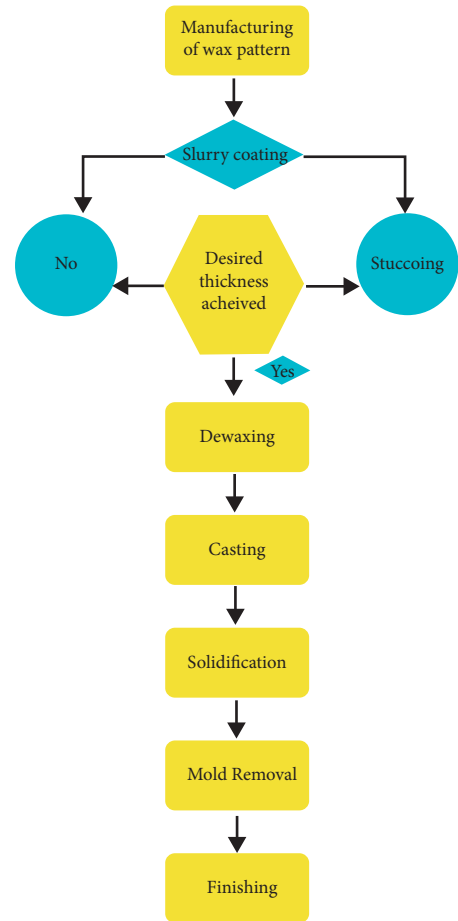 Manufacturing
of wax pattern
Slurry coating
No
Desired
thickness
acheived
Stuccoing
Yes
Dewaxing
Casting
Solidification
Mold Removal
Finishing